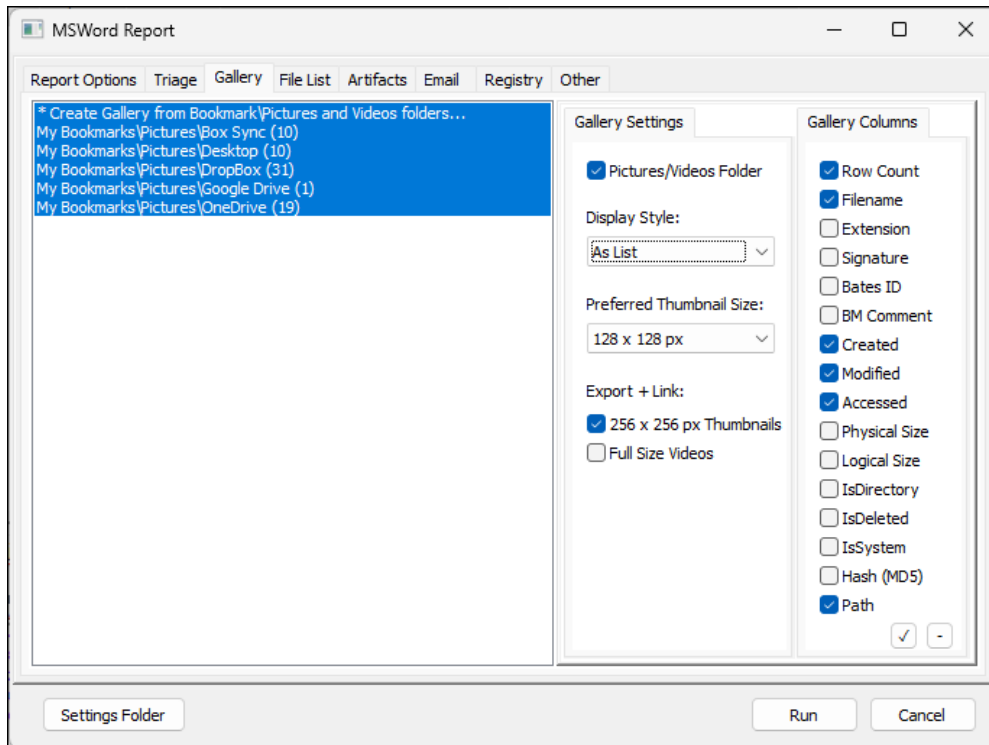 MSWord Report
Report Options Triage Gallery File List Artifacts Email Registry Other
* Create Gallery from Bookmark\Pictures and Videos folders...
My Bookmarks\Pictures\Box Sync (10)
My Bookmarks\Pictures\Desktop (10)
My Bookmarks\Pictures\DropBox (31)
My Bookmarks\Pictures\Google Drive (1)
My Bookmarks\Pictures\OneDrive (19)
Gallery Settings
Pictures/Videos Folder
Display Style:
As List
Preferred Thumbnail Size:
128 x 128 px
Export + Link:
256 x 256 px Thumbnails
Full Size Videos
Gallery Columns
Row Count
Filename
Extension
Signature
Bates ID
BM Comment
Created
Modified
Accessed
Physical Size
Logical Size
IsDirectory
IsDeleted
IsSystem
Hash (MD5)
Path
✓ -
Settings Folder Run Cancel